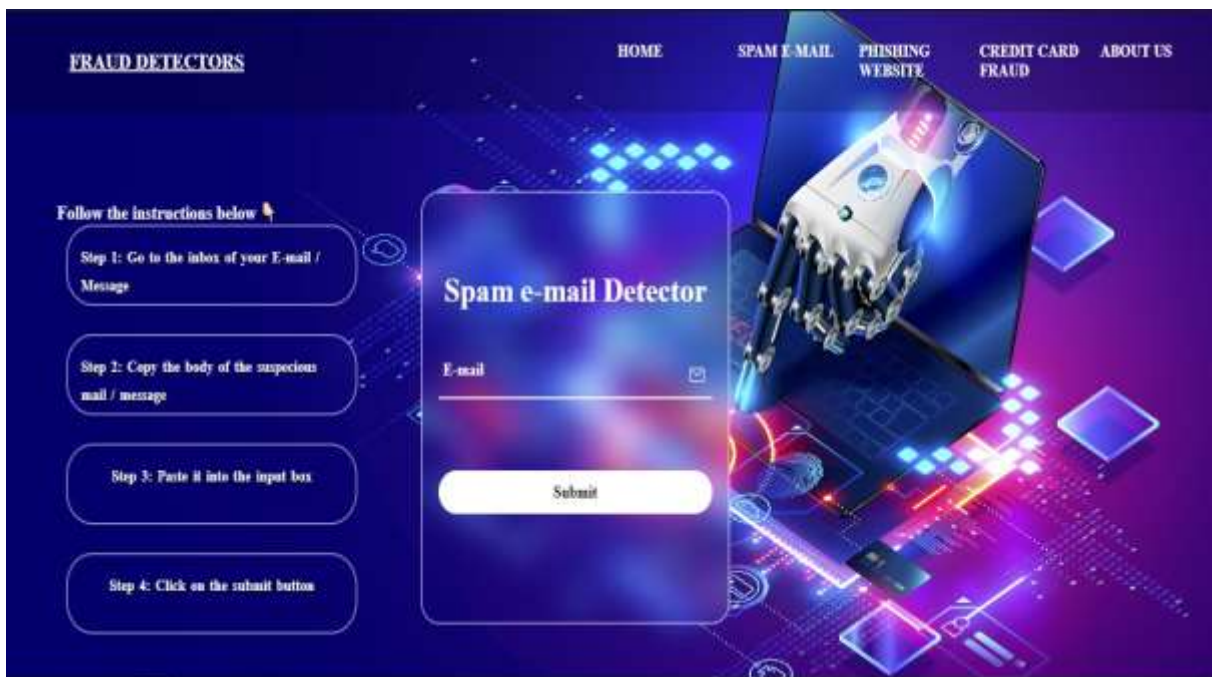 FRAUD DETECTORS
HOME
SPAM E-MAIL
PHISHING
WEBSITE
CREDIT CARD
FRAUD
ABOUT US
Follow the instructions below 👇
Step 1: Go to the inbox of your E-mail /
Message
Step 2: Copy the body of the suspecious
mail / message
Step 3: Paste it into the input box
Step 4: Click on the submit button
Spam e-mail Detector
E-mail
Submit